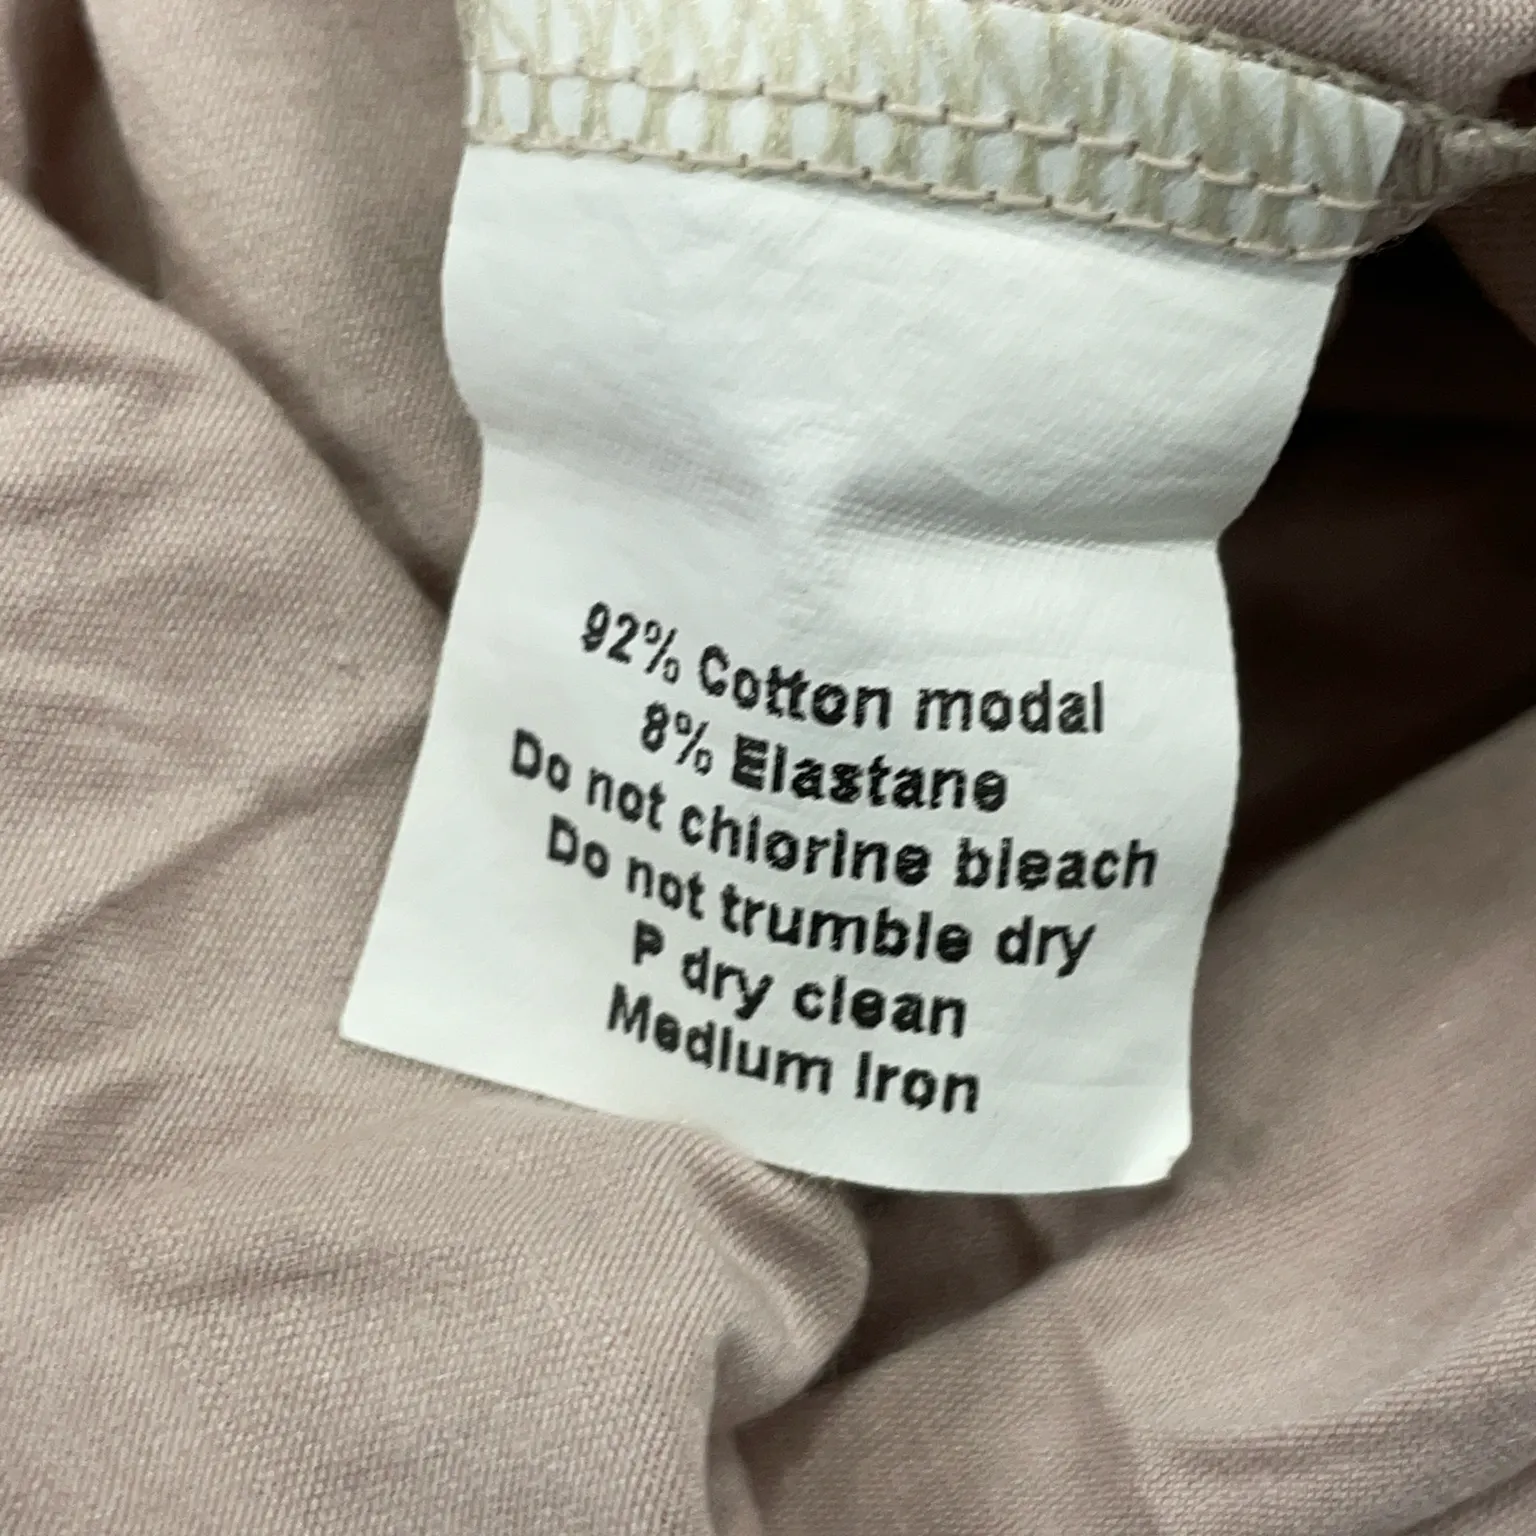 92% Cotton modal
8% Elastane
Do not chlorine bleach
Do not trumble dry
P dry clean
Medium iron